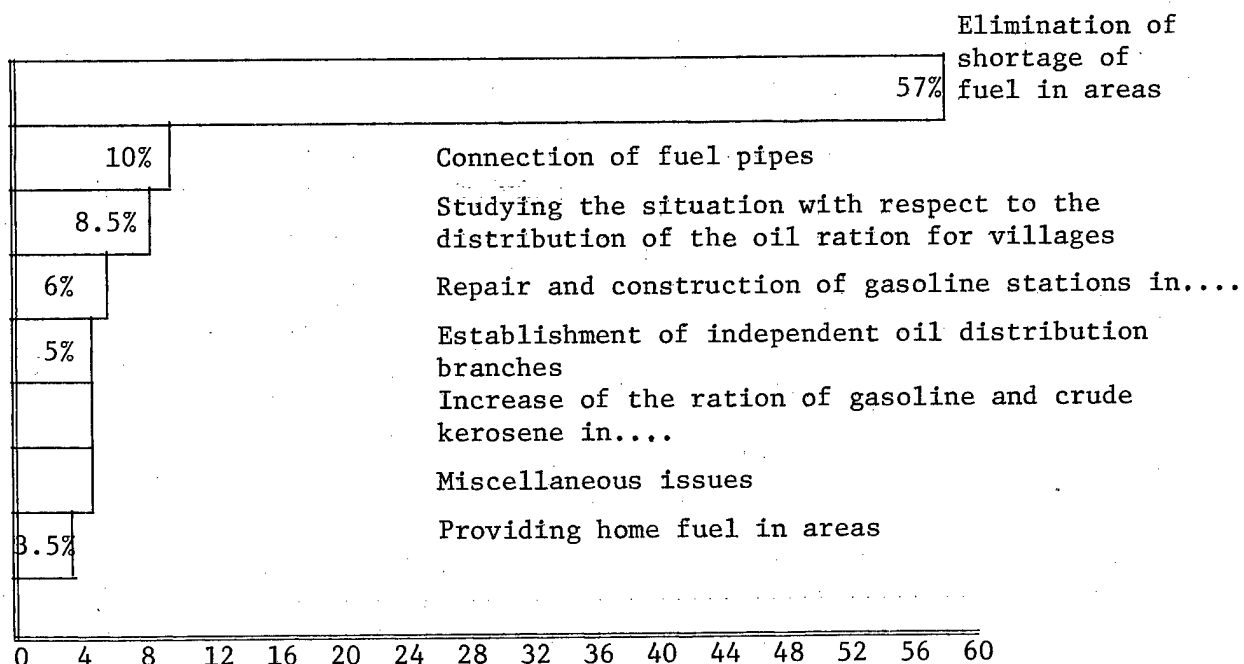 Elimination of
shortage of
57% fuel in areas
10% Connection of fuel pipes
8.5% Studying the situation with respect to the
distribution of the oil ration for villages
6% Repair and construction of gasoline stations in....
5% Establishment of independent oil distribution
branches
Increase of the ration of gasoline and crude
kerosene in....
Miscellaneous issues
3.5% Providing home fuel in areas
0 4 8 12 16 20 24 28 32 36 40 44 48 52 56 60